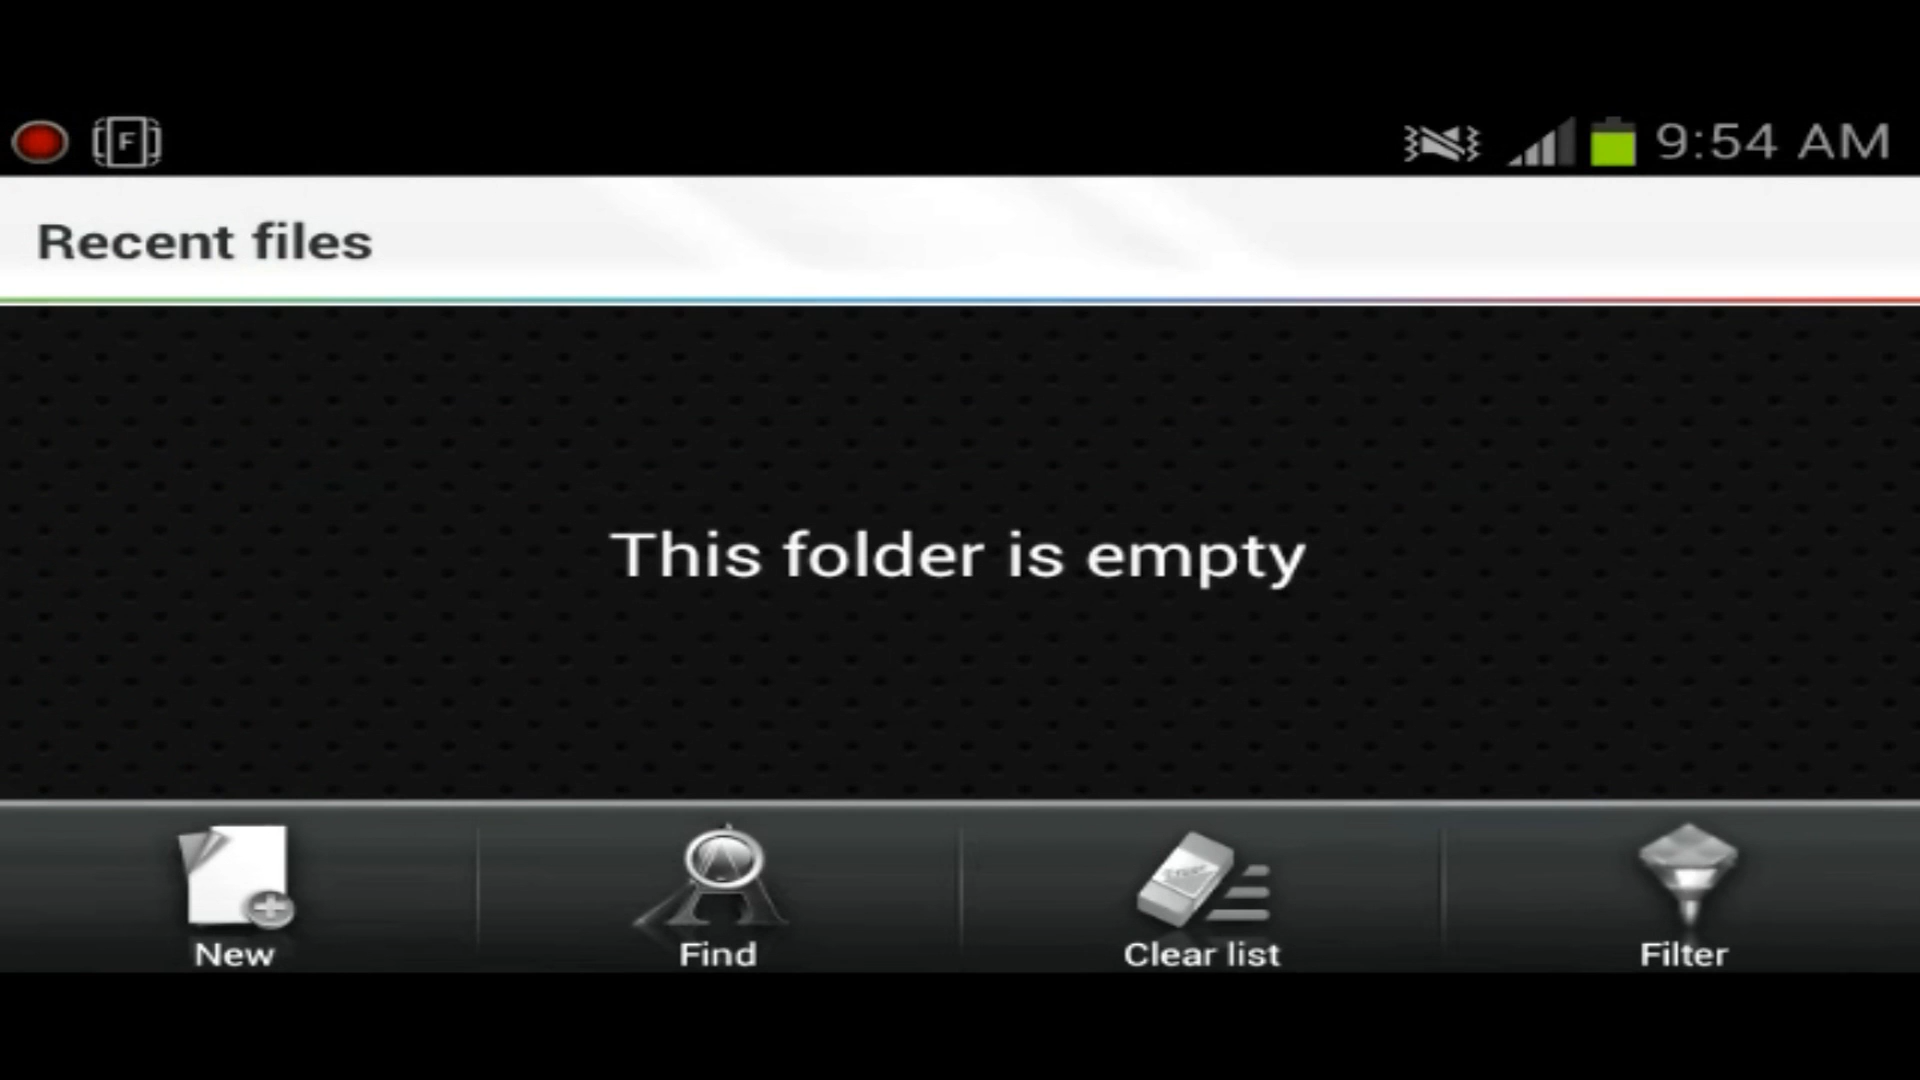 F
9:54 AM
Recent files
This folder is empty
New
Find
Clear list
Filter